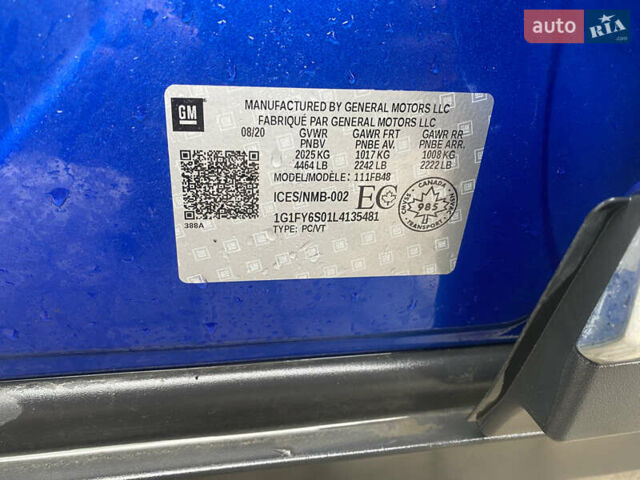 auto RIA
.com
GM
MANUFACTURED BY GENERAL MOTORS LLC
FABRIQUÉ PAR GENERAL MOTORS LLC
08/20 GVWR GAWR FRT GAWR RR
PNBV PNBE AV. PNBE ARR.
2025 KG 1017 KG 1008 KG
4464 LB 2242 LB 2222 LB
MODEL/MODÈLE: 111FB48
ICES/NMB-002 EC
1G1FY6S01L4135481
TYPE: PC/VT
388A
CANADA
985
TRANSPORT